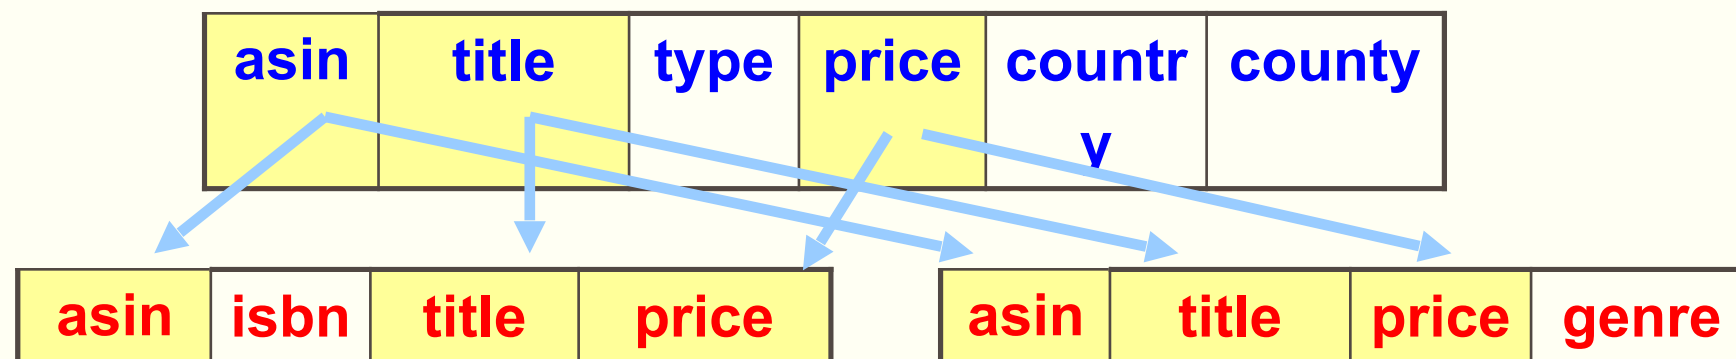 asin title type price countr county
y
asin isbn title price asin title price genre